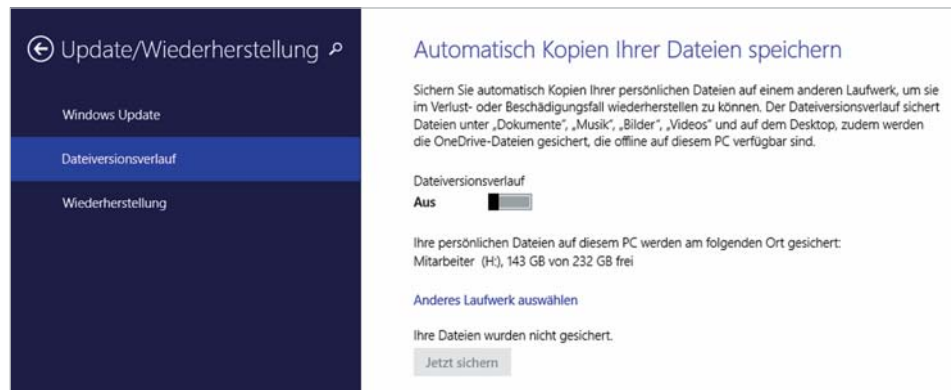 Update/Wiederherstellung
Windows Update
Dateiversionsverlauf
Wiederherstellung
Automatisch Kopien Ihrer Dateien speichern
Sichern Sie automatisch Kopien Ihrer persönlichen Dateien auf einem anderen Laufwerk, um sie
im Verlust- oder Beschädigungsfall wiederherstellen zu können. Der Dateiversionsverlauf sichert
Dateien unter „Dokumente“, „Musik“, „Bilder“, „Videos“ und auf dem Desktop, zudem werden
die OneDrive-Dateien gesichert, die offline auf diesem PC verfügbar sind.
Dateiversionsverlauf
Aus
Ihre persönlichen Dateien auf diesem PC werden am folgenden Ort gesichert:
Mitarbeiter (H:), 143 GB von 232 GB frei
Anderes Laufwerk auswählen
Ihre Dateien wurden nicht gesichert.
Jetzt sichern